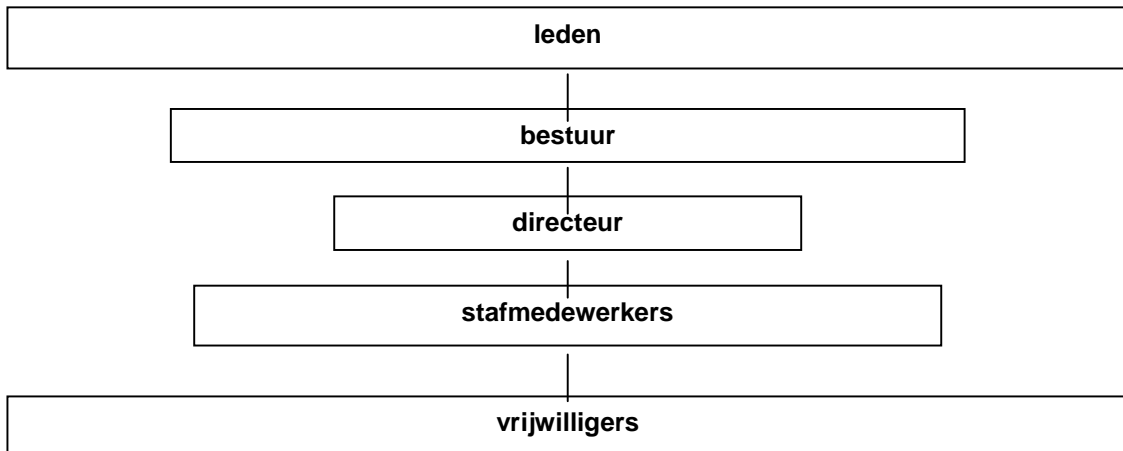 leden
bestuur
directeur
stafmedewerkers
vrijwilligers